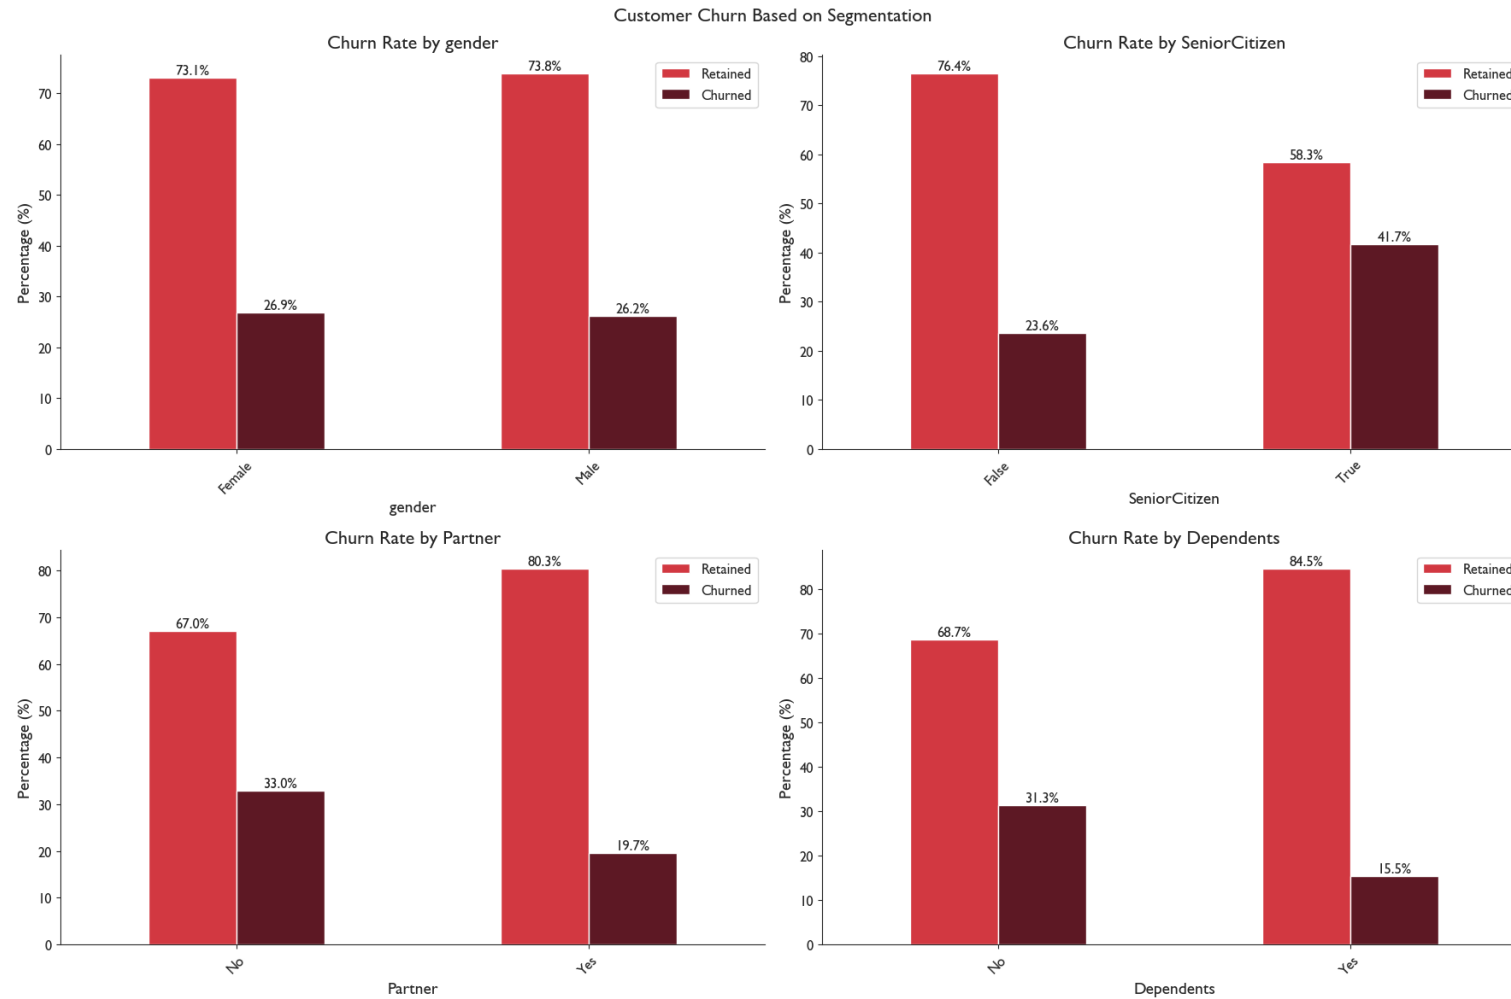 Customer Churn Based on Segmentation
Churn Rate by gender
Retained
Churned
Percentage (%)
70
60
50
40
30
20
10
0
73.1%
26.9%
73.8%
26.2%
Female
Male
gender
Churn Rate by SeniorCitizen
Retained
Churned
Percentage (%)
80
70
60
50
40
30
20
10
0
76.4%
23.6%
58.3%
41.7%
False
True
SeniorCitizen
Churn Rate by Partner
Retained
Churned
Percentage (%)
80
70
60
50
40
30
20
10
0
67.0%
33.0%
80.3%
19.7%
No
Yes
Partner
Churn Rate by Dependents
Retained
Churned
Percentage (%)
80
70
60
50
40
30
20
10
0
68.7%
31.3%
84.5%
15.5%
No
Yes
Dependents